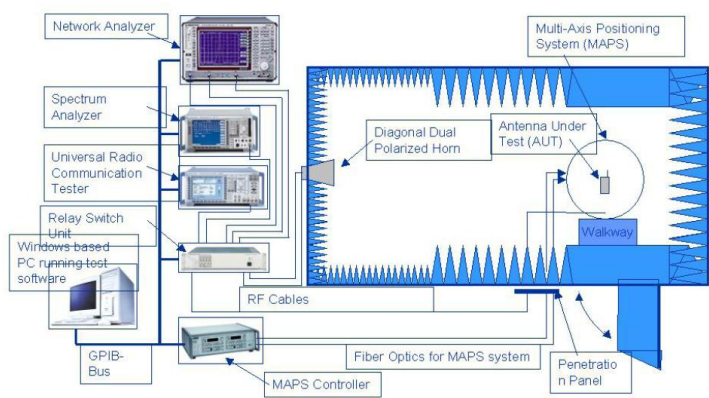 Network Analyzer
Multi-Axis Positioning
System (MAPS)
Spectrum
Analyzer
Diagonal Dual
Polarized Horn
Antenna Under
Test (AUT)
Universal Radio
Communication
Tester
Relay Switch
Unit
Walkway
Windows based
PC running test
software
RF Cables
GPIB-
Bus
Fiber Optics for MAPS system
Penetratio
n Panel
MAPS Controller